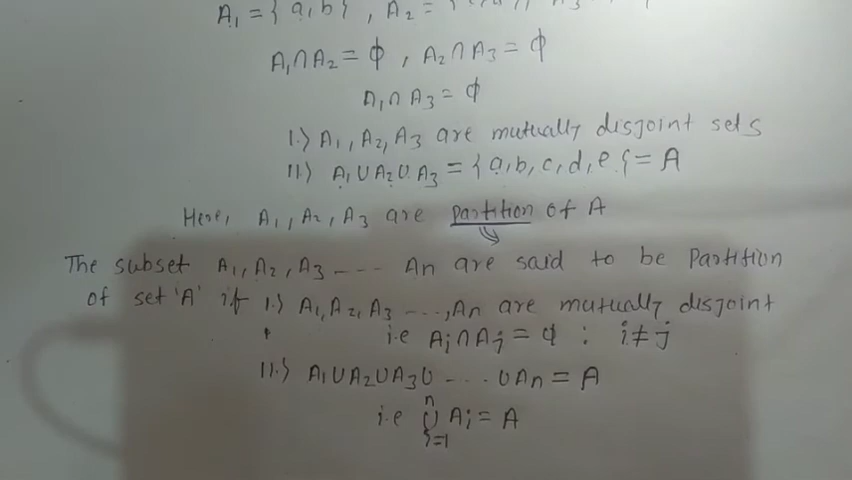 A₁ = { a, b } , A₂ =
A₁∩A₂ = ϕ , A₂∩A₃ = ϕ
A₁∩A₃ = ϕ
I.) A₁, A₂, A₃ are mutually disjoint sets
II.) A₁∪A₂∪A₃ = { a, b, c, d, e } = A
Here, A₁, A₂, A₃ are partition of A
The subset A₁, A₂, A₃ ---- An are said to be Partition
of set 'A' if I.) A₁, A₂, A₃ ..., An are mutually disjoint
i.e Ai∩Aj = ϕ : i≠j
II.) A₁∪A₂∪A₃∪ .... ∪An = A
n
i.e ∪ Ai = A
i=1